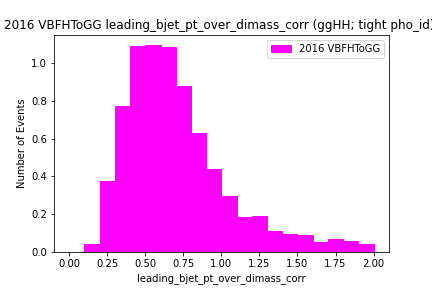 2016 VBFHToGG leading_bjet_pt_over_dimass_corr (ggHH; tight pho_id)
2016 VBFHToGG
Number of Events
1.0
0.8
0.6
0.4
0.2
0.0
0.00 0.25 0.50 0.75 1.00 1.25 1.50 1.75 2.00
leading_bjet_pt_over_dimass_corr